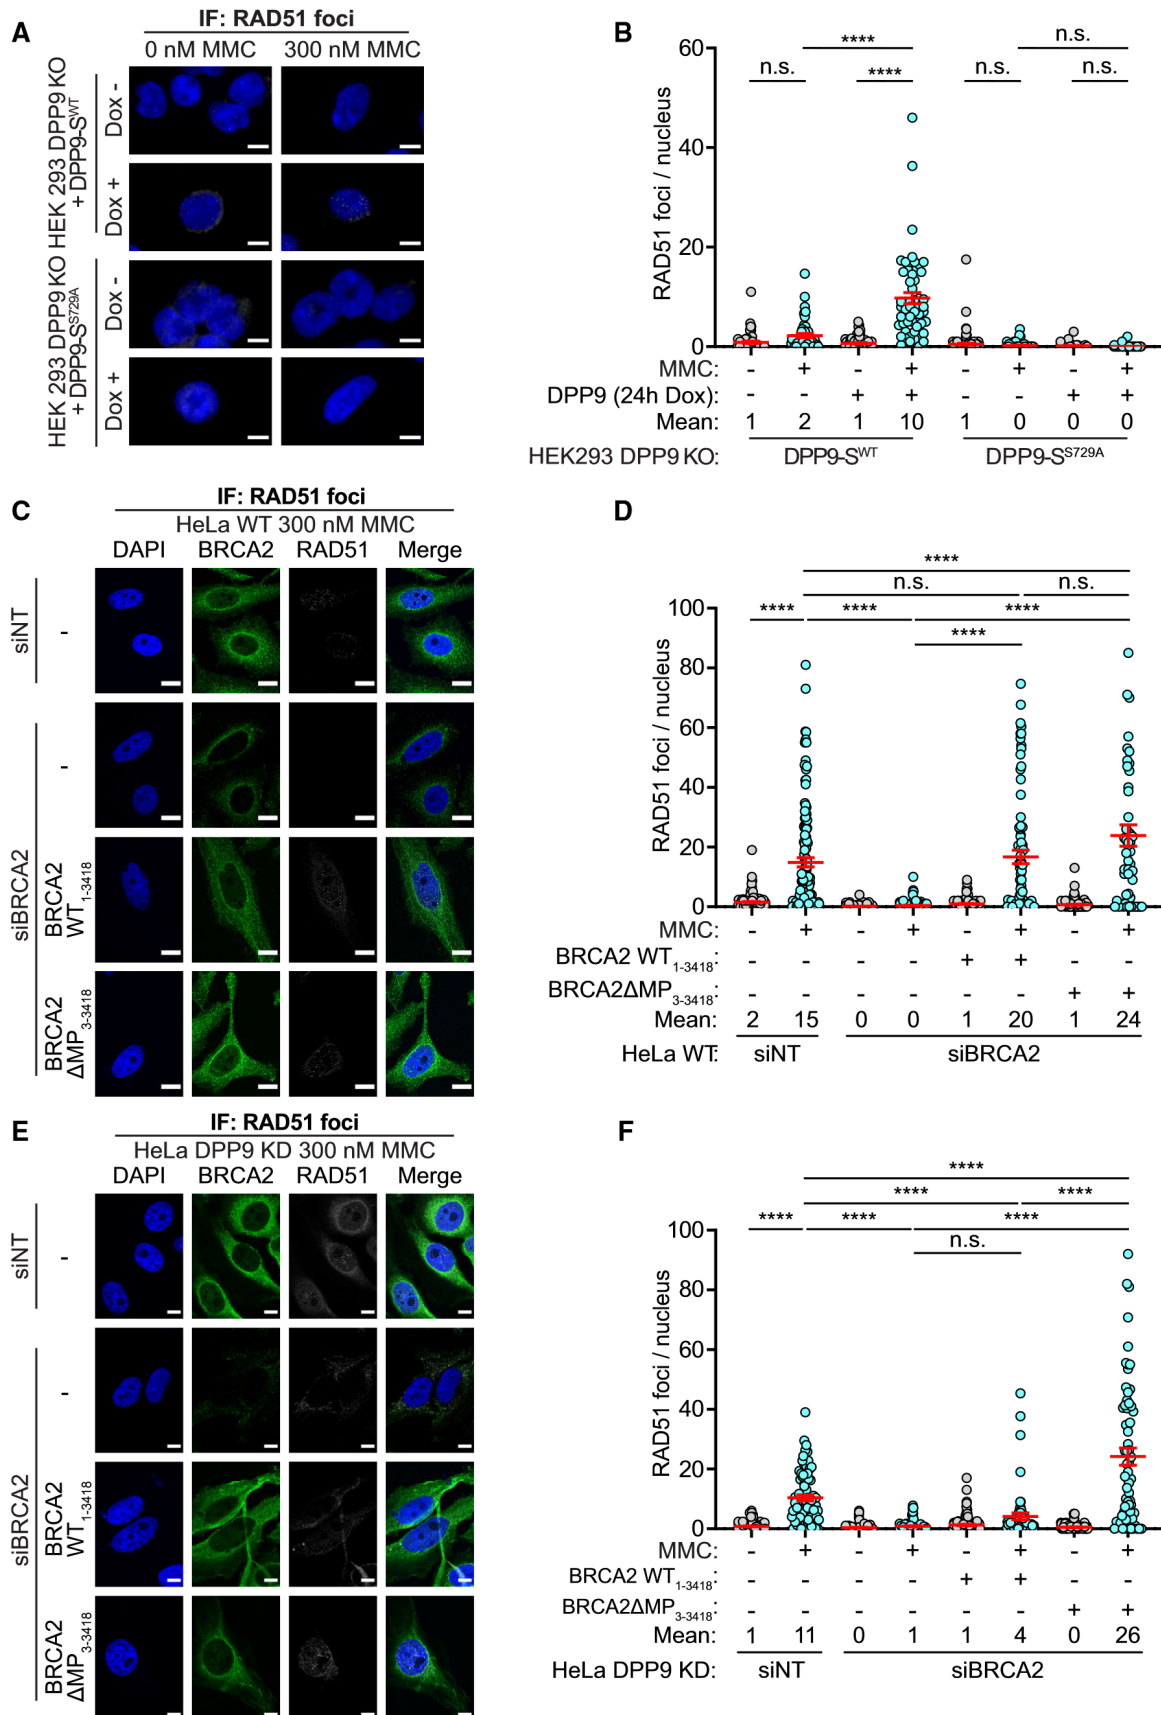 A
IF: RAD51 foci
0 nM MMC 300 nM MMC
HEK 293 DPP9 KO
+ DPP9-S^WT
Dox -
Dox +
HEK 293 DPP9 KO
+ DPP9-S^S729A
Dox -
Dox +
B
n.s. **** **** n.s. n.s. n.s.
RAD51 foci / nucleus
60
40
20
0
MMC: - + - + - + - +
DPP9 (24h Dox): - - + + - - + +
Mean: 1 2 1 10 1 0 0 0
HEK293 DPP9 KO: DPP9-S^WT DPP9-S^S729A
C
IF: RAD51 foci
HeLa WT 300 nM MMC
DAPI BRCA2 RAD51 Merge
siNT
-
siBRCA2
-
BRCA2
WT1-3418
BRCA2
ΔMP3-3418
D
****
n.s. n.s.
**** **** ****
****
RAD51 foci / nucleus
100
80
60
40
20
0
MMC: - + - + - + - +
BRCA2 WT1-3418: - - - - + + - -
BRCA2ΔMP3-3418: - - - - - - + +
Mean: 2 15 0 0 1 20 1 24
HeLa WT: siNT siBRCA2
E
IF: RAD51 foci
HeLa DPP9 KD 300 nM MMC
DAPI BRCA2 RAD51 Merge
siNT
-
siBRCA2
-
BRCA2
WT1-3418
BRCA2
ΔMP3-3418
F
****
**** ****
**** **** ****
n.s.
RAD51 foci / nucleus
100
80
60
40
20
0
MMC: - + - + - + - +
BRCA2 WT1-3418: - - - - + + - -
BRCA2ΔMP3-3418: - - - - - - + +
Mean: 1 11 0 1 1 4 0 26
HeLa DPP9 KD: siNT siBRCA2